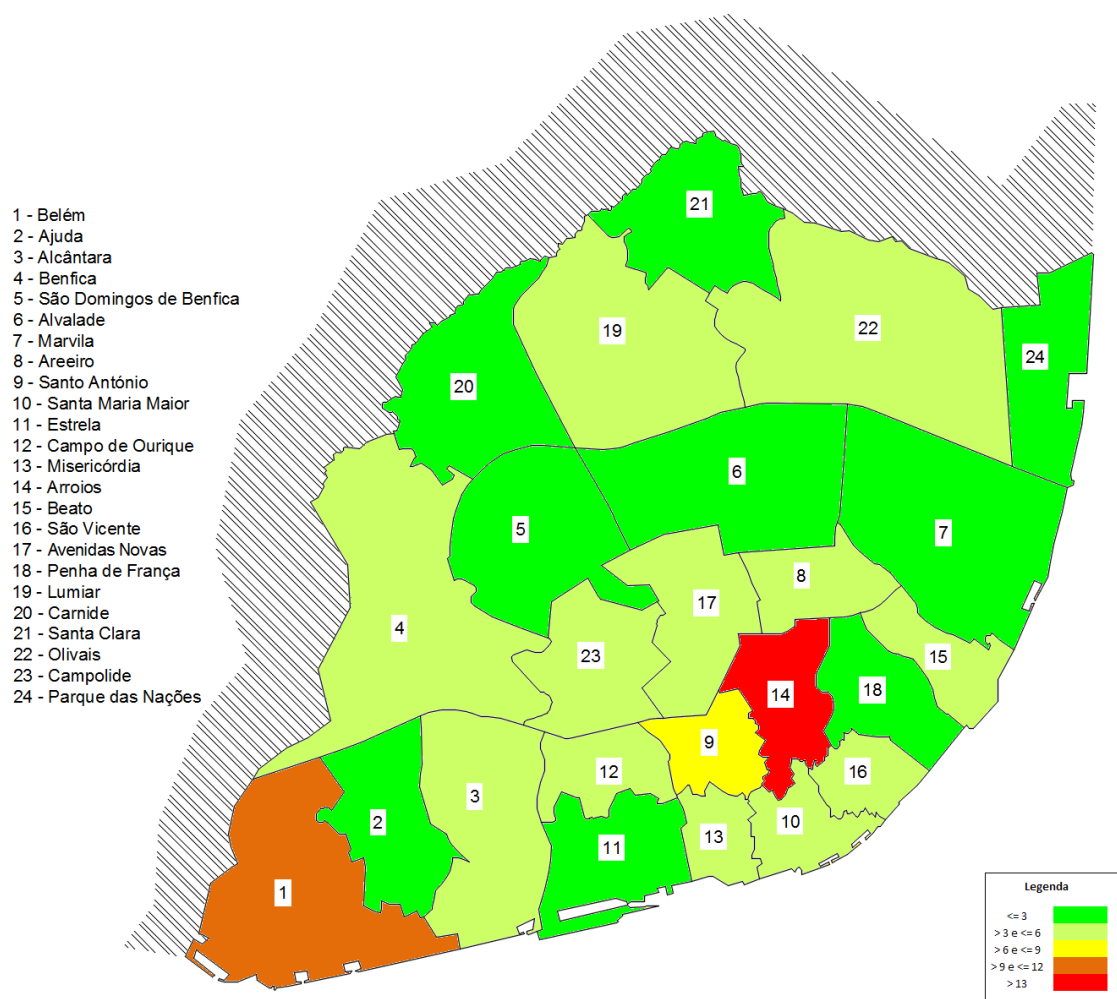 1 - Belém
2 - Ajuda
3 - Alcântara
4 - Benfica
5 - São Domingos de Benfica
6 - Alvalade
7 - Marvila
8 - Areeiro
9 - Santo António
10 - Santa Maria Maior
11 - Estrela
12 - Campo de Ourique
13 - Misericórdia
14 - Arroios
15 - Beato
16 - São Vicente
17 - Avenidas Novas
18 - Penha de França
19 - Lumiar
20 - Carnide
21 - Santa Clara
22 - Olivais
23 - Campolide
24 - Parque das Nações
21
19
22
24
20
6
5
7
8
17
4
23
15
18
14
9
16
12
3
2
10
13
11
1
Legenda
<= 3
> 3 e <= 6
> 6 e <= 9
> 9 e <= 12
> 13